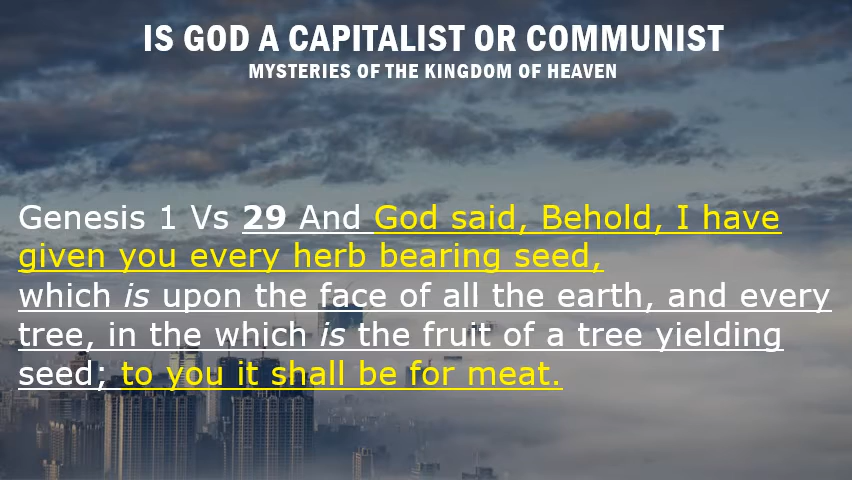 IS GOD A CAPITALIST OR COMMUNIST
MYSTERIES OF THE KINGDOM OF HEAVEN
Genesis 1 Vs 29 And God said, Behold, I have
given you every herb bearing seed,
which is upon the face of all the earth, and every
tree, in the which is the fruit of a tree yielding
seed; to you it shall be for meat.